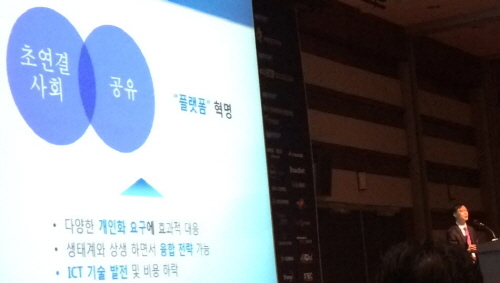 초연결
사회
공유
"플랫폼" 혁명
• 다양한 개인화 요구에 효과적 대응
• 생태계와 상생 하면서 융합 전략 가능
• ICT 기술 발전 및 비용 하락